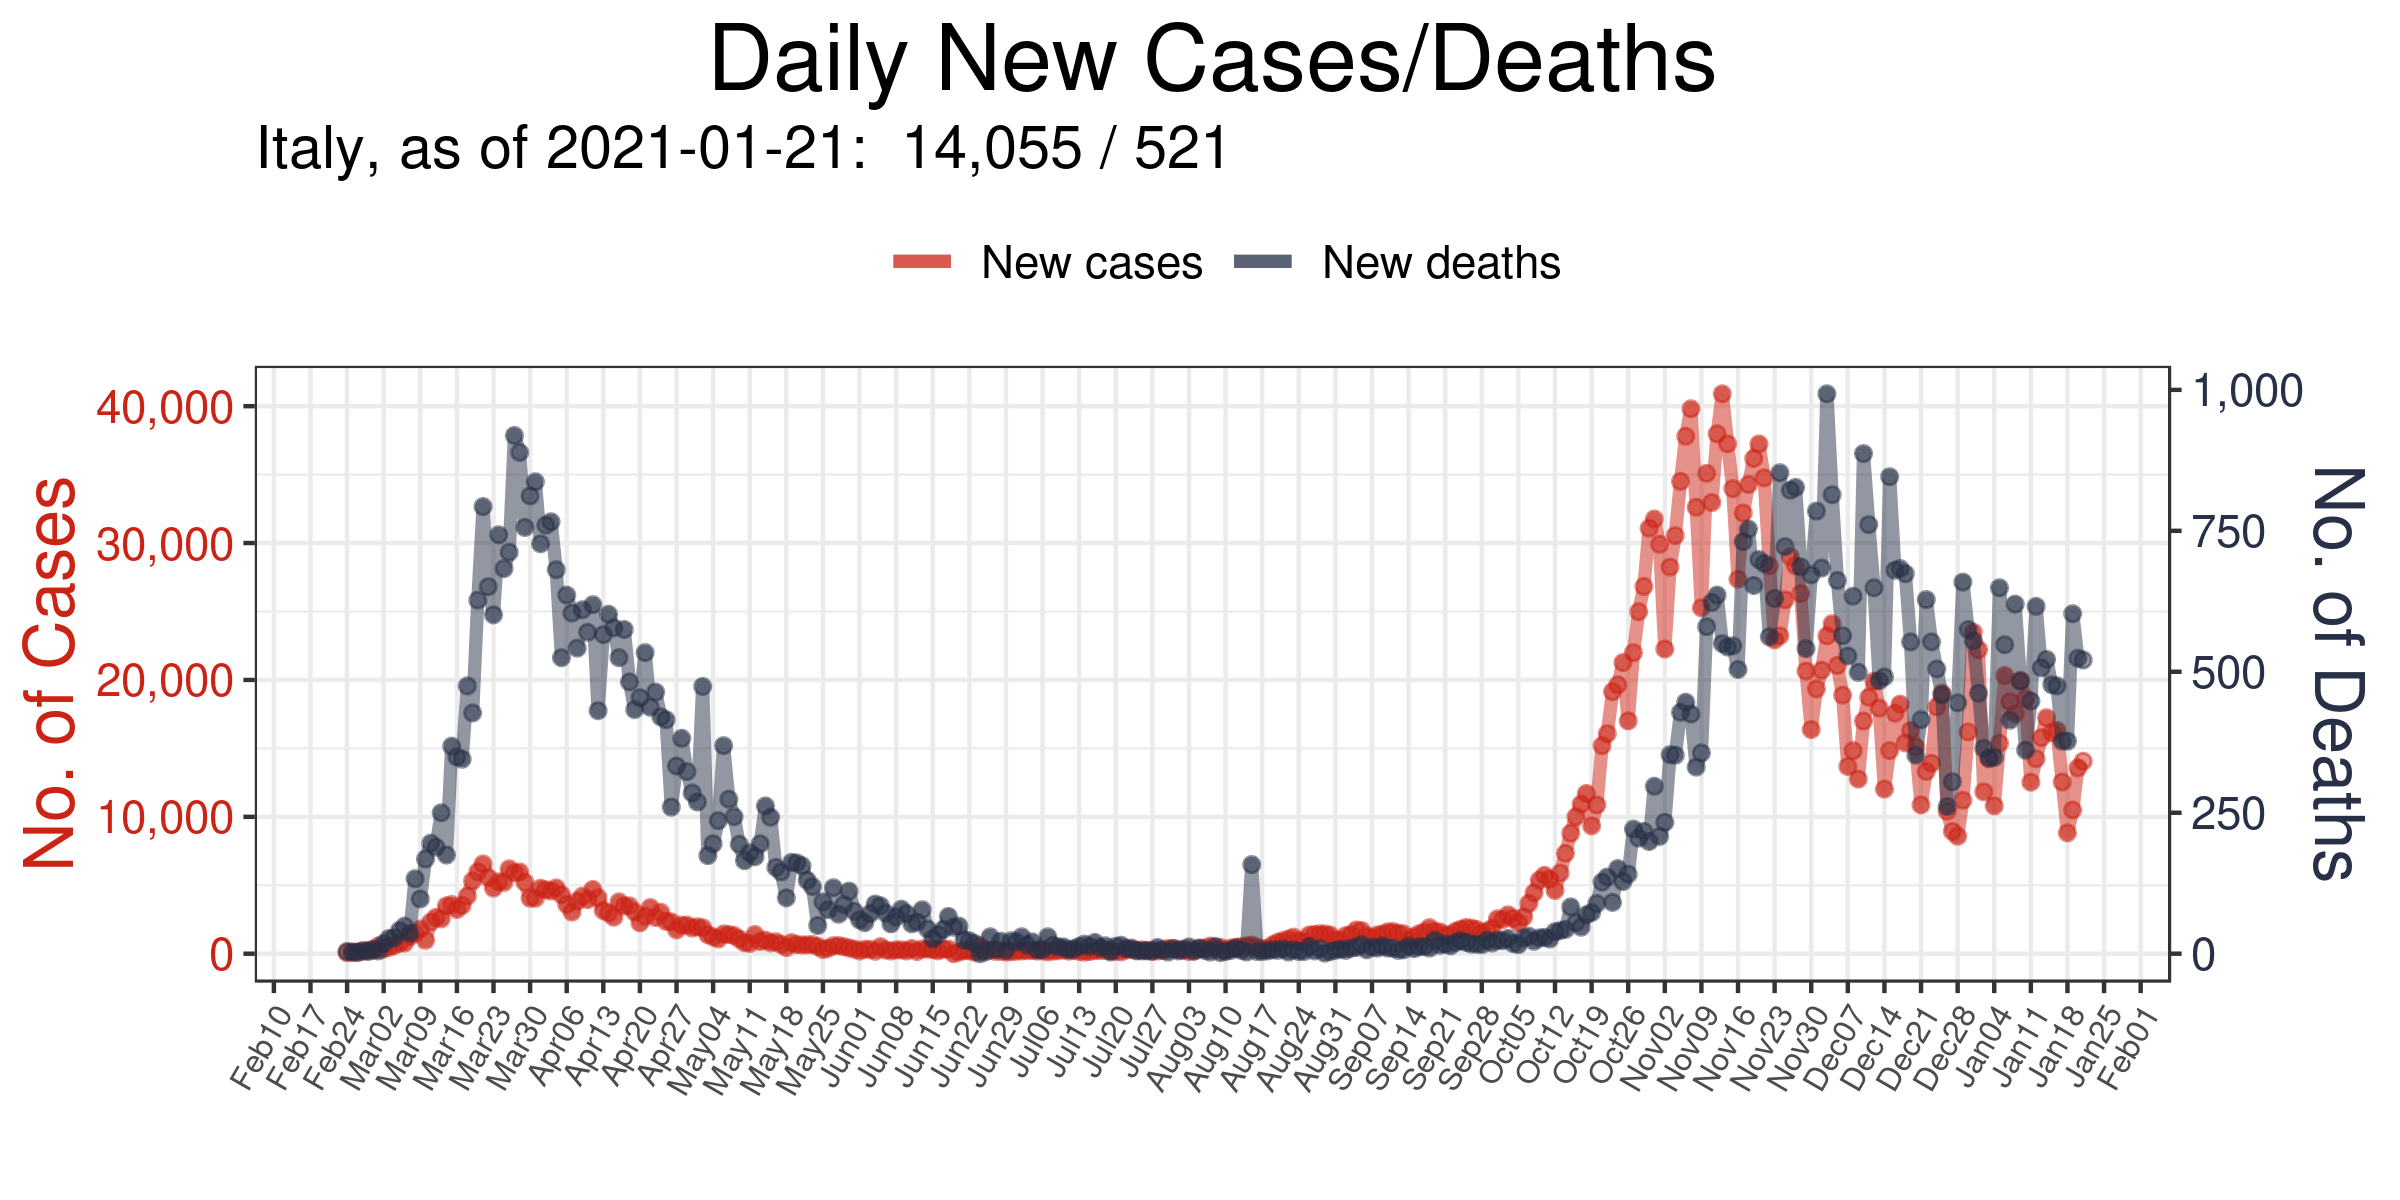 Daily New Cases/Deaths
Italy, as of 2021-01-21:  14,055 / 521
New cases
New deaths
No. of Cases
40,000
30,000
20,000
10,000
0
1,000
750
500
250
0
No. of Deaths
Feb10
Feb17
Feb24
Mar02
Mar09
Mar16
Mar23
Mar30
Apr06
Apr13
Apr20
Apr27
May04
May11
May18
May25
Jun01
Jun08
Jun15
Jun22
Jun29
Jul06
Jul13
Jul20
Jul27
Aug03
Aug10
Aug17
Aug24
Aug31
Sep07
Sep14
Sep21
Sep28
Oct05
Oct12
Oct19
Oct26
Nov02
Nov09
Nov16
Nov23
Nov30
Dec07
Dec14
Dec21
Dec28
Jan04
Jan11
Jan18
Jan25
Feb01